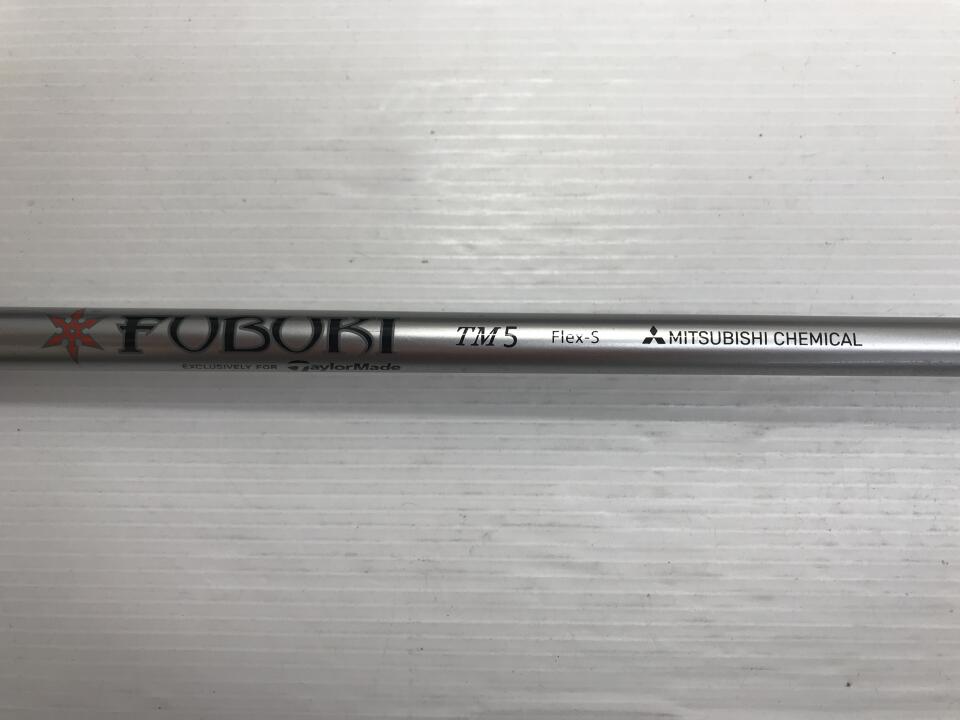 FUBUKI TM5 Flex-S MITSUBISHI CHEMICAL
EXCLUSIVELY FOR TaylorMade